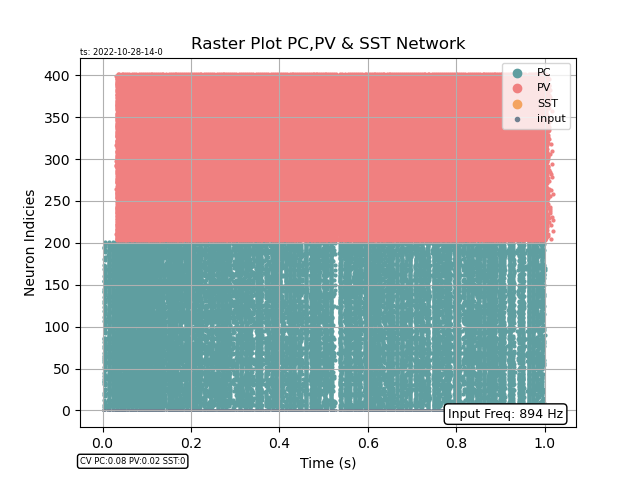 ts: 2022-10-28-14-0
Raster Plot PC,PV & SST Network
PC
PV
SST
input
400
350
300
250
200
150
100
50
0
Neuron Indicies
Input Freq: 894 Hz
0.0 0.2 0.4 0.6 0.8 1.0
Time (s)
CV PC:0.08 PV:0.02 SST:0